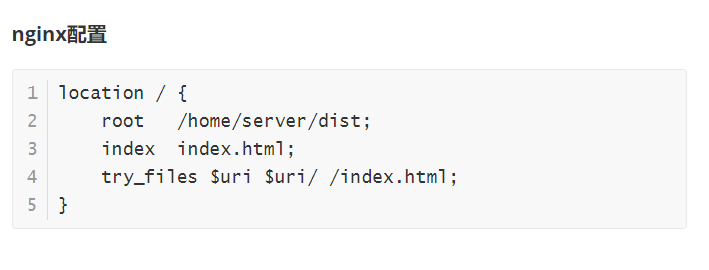 nginx配置
1 location / {
2     root   /home/server/dist;
3     index  index.html;
4     try_files $uri $uri/ /index.html;
5 }